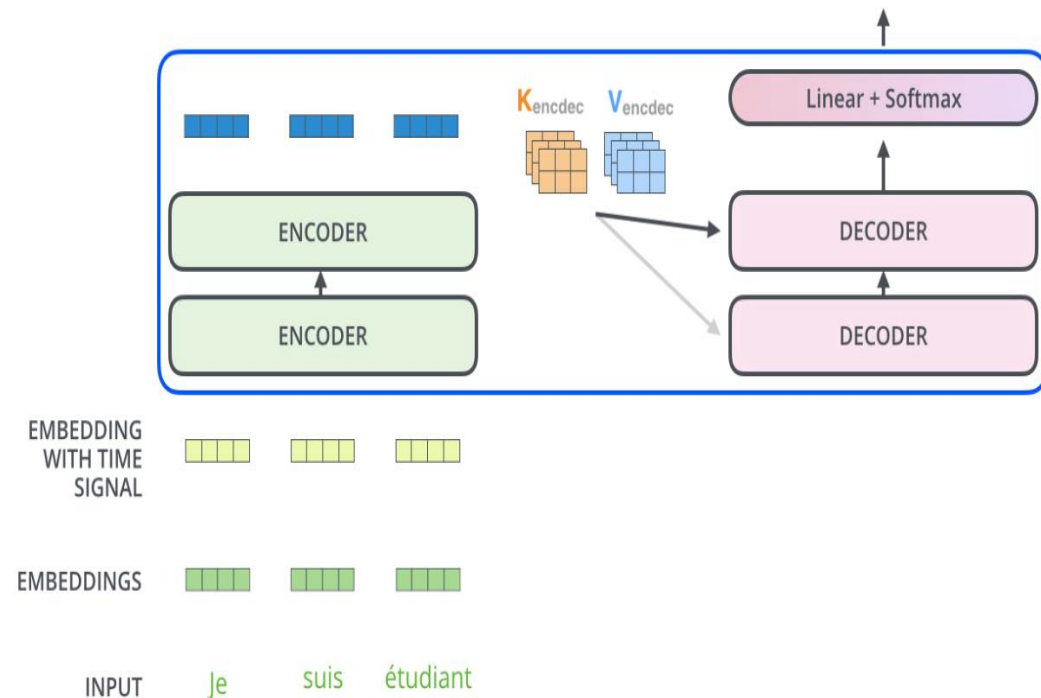 Kencdec Vencdec
Linear + Softmax
ENCODER
DECODER
ENCODER
DECODER
EMBEDDING
WITH TIME
SIGNAL
EMBEDDINGS
INPUT Je suis étudiant